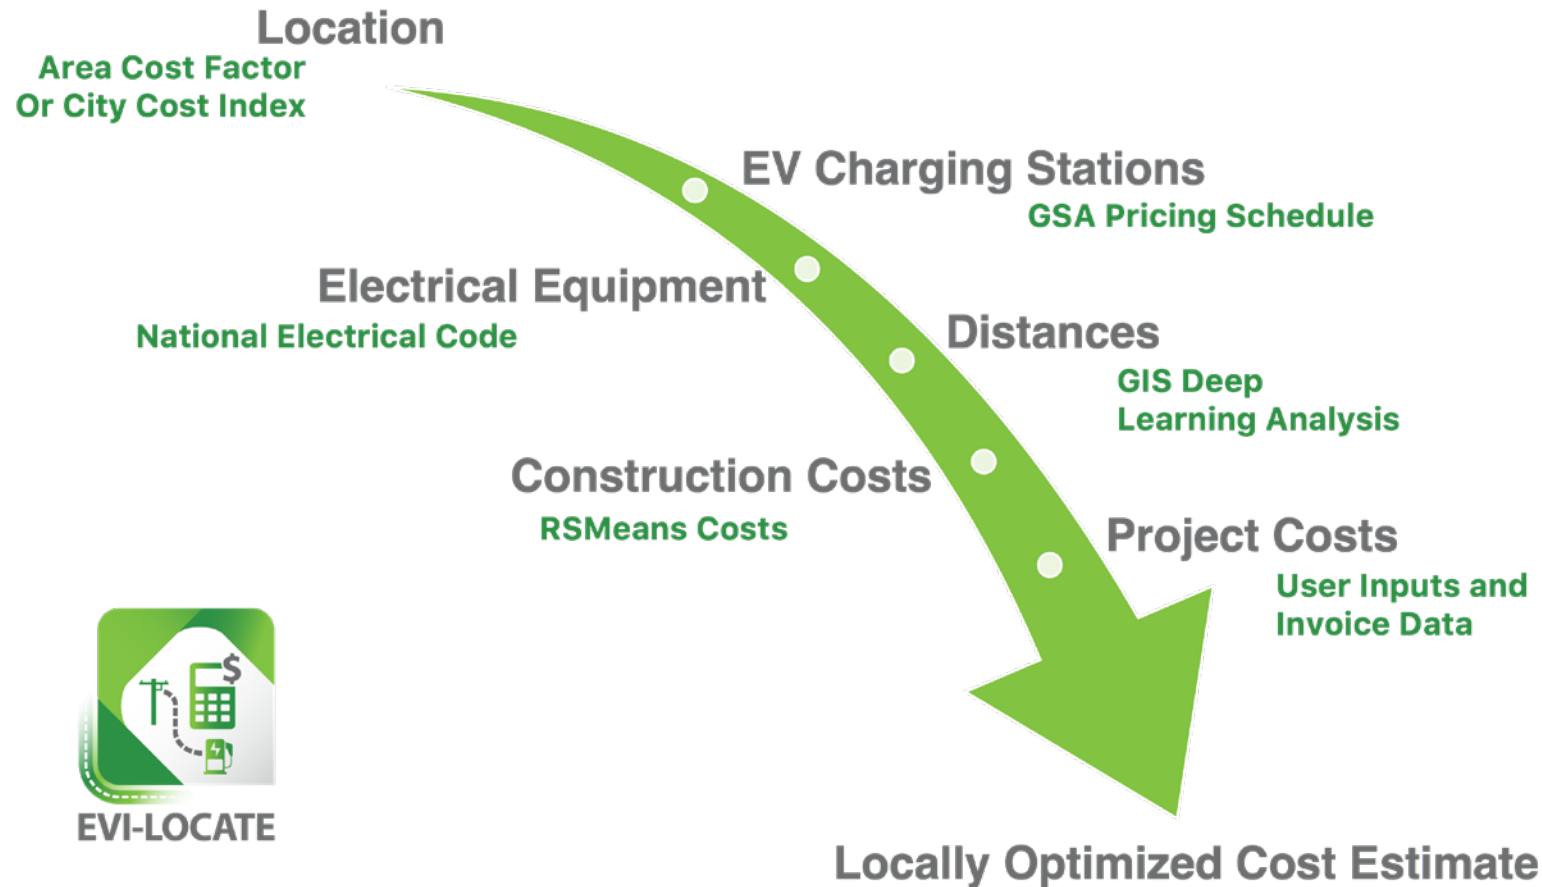 Location
Area Cost Factor
Or City Cost Index
EV Charging Stations
GSA Pricing Schedule
Electrical Equipment
National Electrical Code
Distances
GIS Deep
Learning Analysis
Construction Costs
RSMeans Costs
Project Costs
User Inputs and
Invoice Data
$
EVI-LOCATE
Locally Optimized Cost Estimate